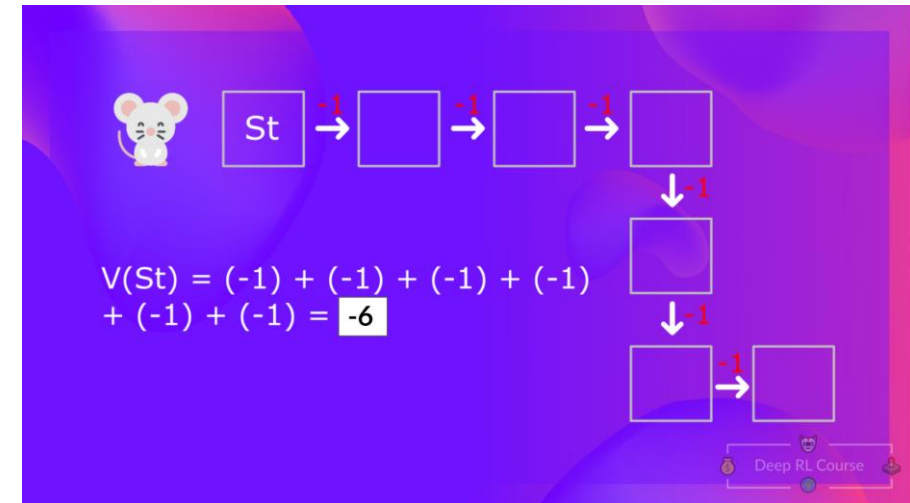 St -1 -1 -1
-1
V(St) = (-1) + (-1) + (-1) + (-1)
+ (-1) + (-1) = -6
-1
-1
Deep RL Course